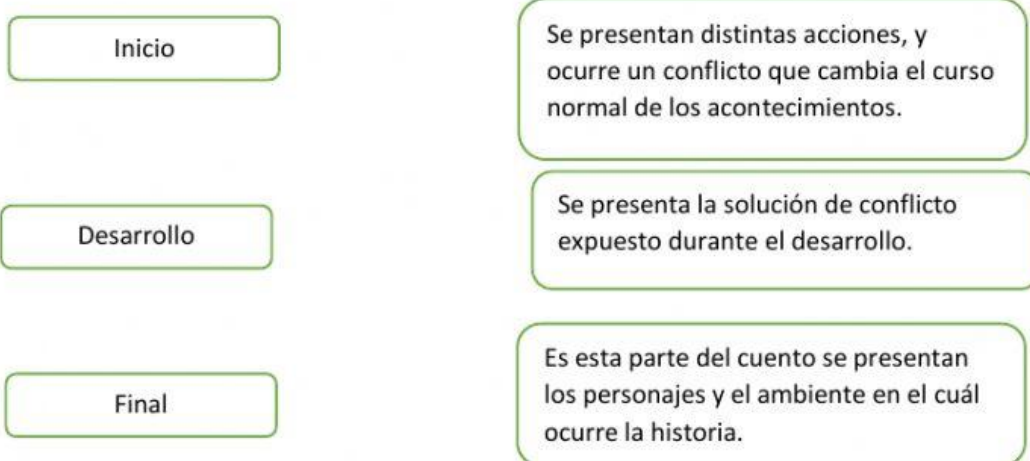 Inicio
Se presentan distintas acciones, y
ocurre un conflicto que cambia el curso
normal de los acontecimientos.
Desarrollo
Se presenta la solución de conflicto
expuesto durante el desarrollo.
Final
Es esta parte del cuento se presentan
los personajes y el ambiente en el cuál
ocurre la historia.